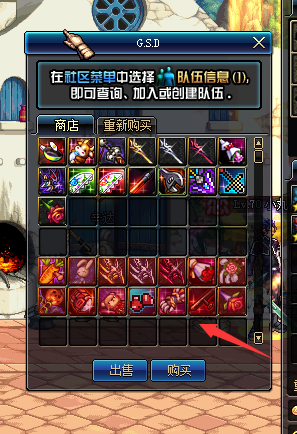 G.S.D
在社区菜单中选择 队伍信息(I),
即可查询、加入或创建队伍。
商店 重新购买
出售 购买